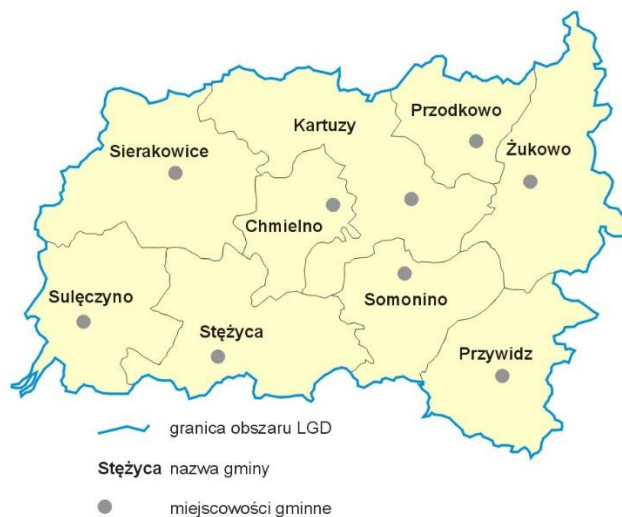 Przodkowo
Kartuzy
Żukowo
Sierakowice
Chmielno
Sulęczyno
Somonino
Stężyca
Przywidz
granica obszaru LGD
Stężyca nazwa gminy
miejscowości gminne